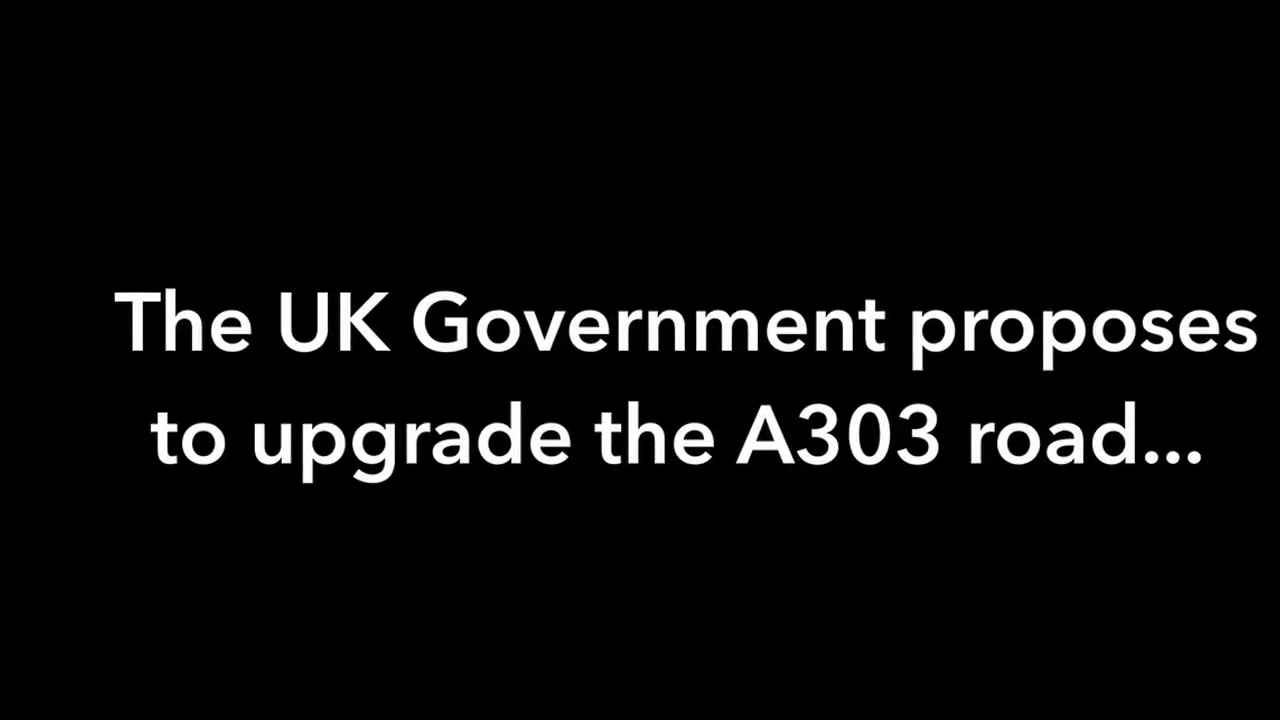 The UK Government proposes
to upgrade the A303 road...